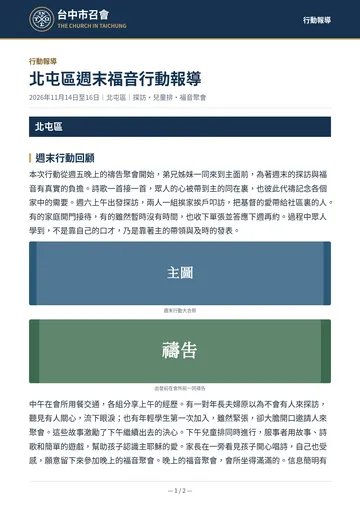 台中市召會
THE CHURCH IN TAICHUNG
行動報導
行動報導
北屯區週末福音行動報導
2026年11月14日至16日｜北屯區｜探訪・兒童排・福音聚會
北屯區
週末行動回顧
本次行動從週五晚上的禱告聚會開始，弟兄姊妹一同來到主面前，為著週末的探訪與福
音有真實的負擔。詩歌一首接一首，眾人的心被帶到主的同在裏，也彼此代禱記念各個
家中的需要。週六上午出發探訪，兩人一組挨家挨戶叩訪，把基督的愛帶給社區裏的人。
有的家庭開門接待，有的雖然暫時沒有時間，也收下單張並答應下週再約。過程中眾人
學到，不是靠自己的口才，乃是靠著主的帶領與及時的發表。
主圖
週末行動大合照
禱告
出發前在會所前一同禱告
中午在會所用餐交通，各組分享上午的經歷。有一對年長夫婦原以為不會有人來探訪，
聽見有人關心，流下眼淚；也有年輕學生第一次加入，雖然緊張，卻大膽開口邀請人來
聚會。這些故事激勵了下午繼續出去的決心。下午兒童排同時進行，服事者用故事、詩
歌和簡單的遊戲，幫助孩子認識主耶穌的愛。家長在一旁看見孩子開心唱詩，自己也受
感，願意留下來參加晚上的福音聚會。晚上的福音聚會，會所坐得滿滿的。信息簡明有
— 1 / 2 —